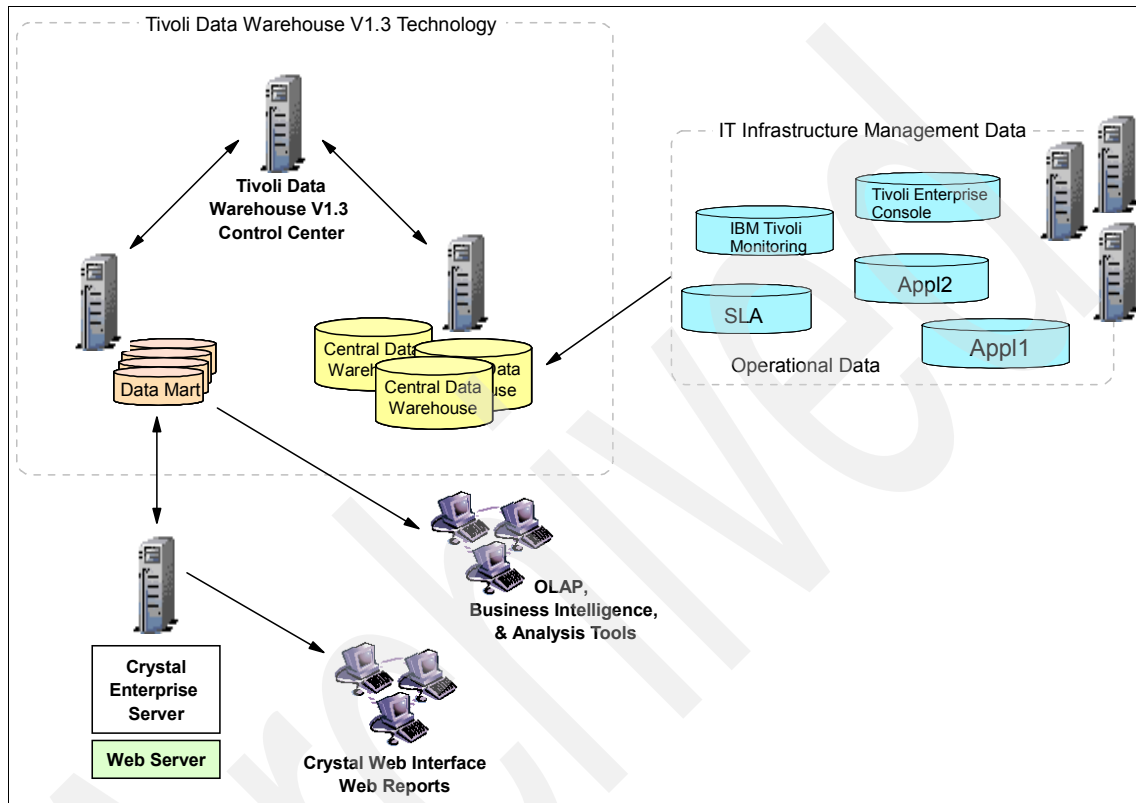 Tivoli Data Warehouse V1.3 Technology
Tivoli Data
Warehouse V1.3
Control Center
IT Infrastructure Management Data
Tivoli Enterprise
Console
IBM Tivoli
Monitoring
Appl2
SLA
Appl1
Operational Data
Central Data
Central Data
Warehouse
Data Mart
OLAP,
Business Intelligence,
& Analysis Tools
Crystal
Enterprise
Server
Web Server
Crystal Web Interface
Web Reports